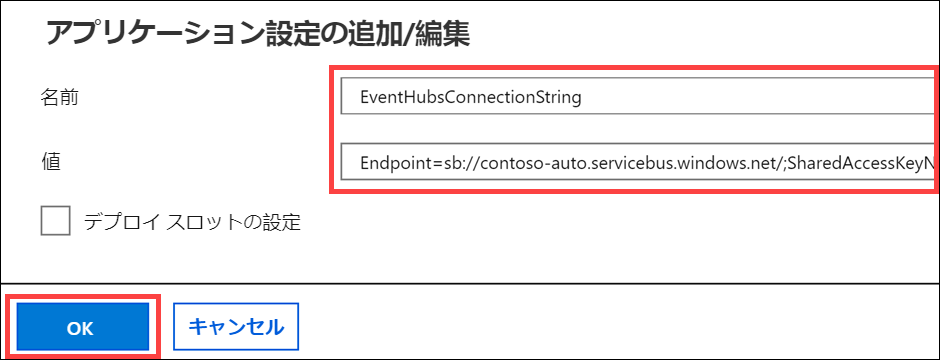 アプリケーション設定の追加/編集
名前
EventHubsConnectionString
値
Endpoint=sb://contoso-auto.servicebus.windows.net/;SharedAccessKeyN
デプロイ スロットの設定
OK
キャンセル